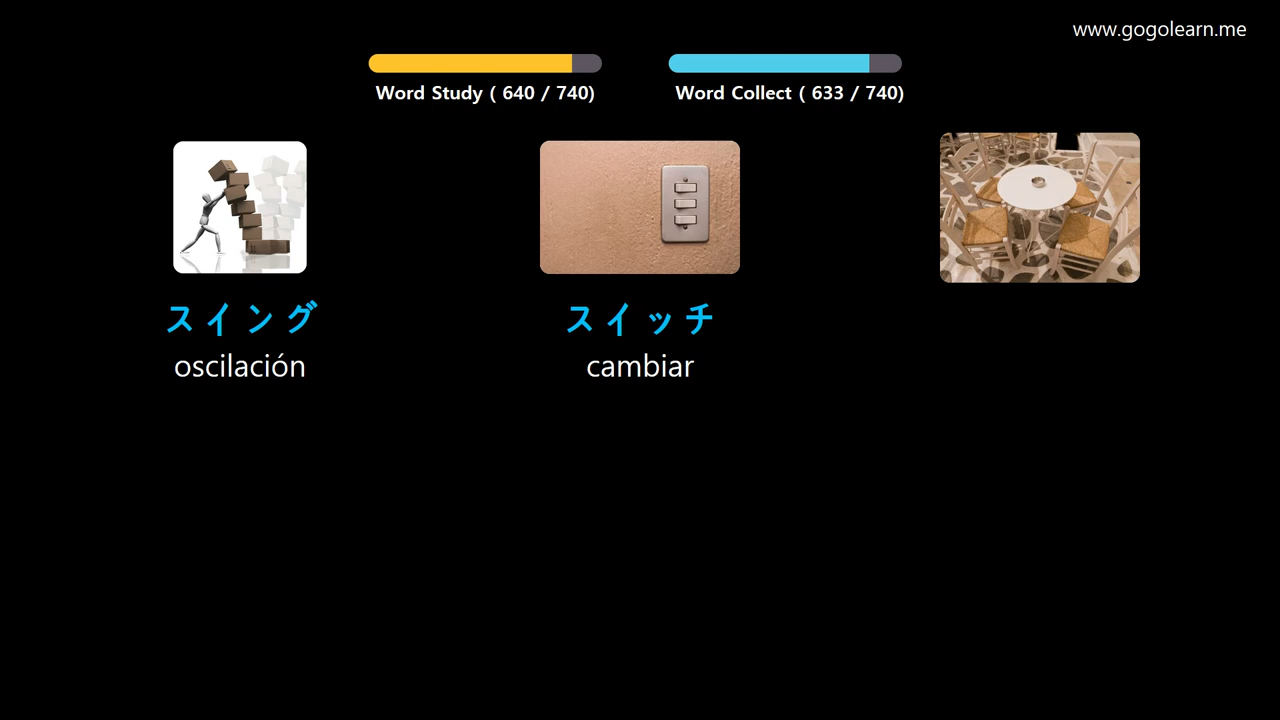 www.gogolearn.me
Word Study ( 640 / 740)
Word Collect ( 633 / 740)
スイング
oscilación
スイッチ
cambiar